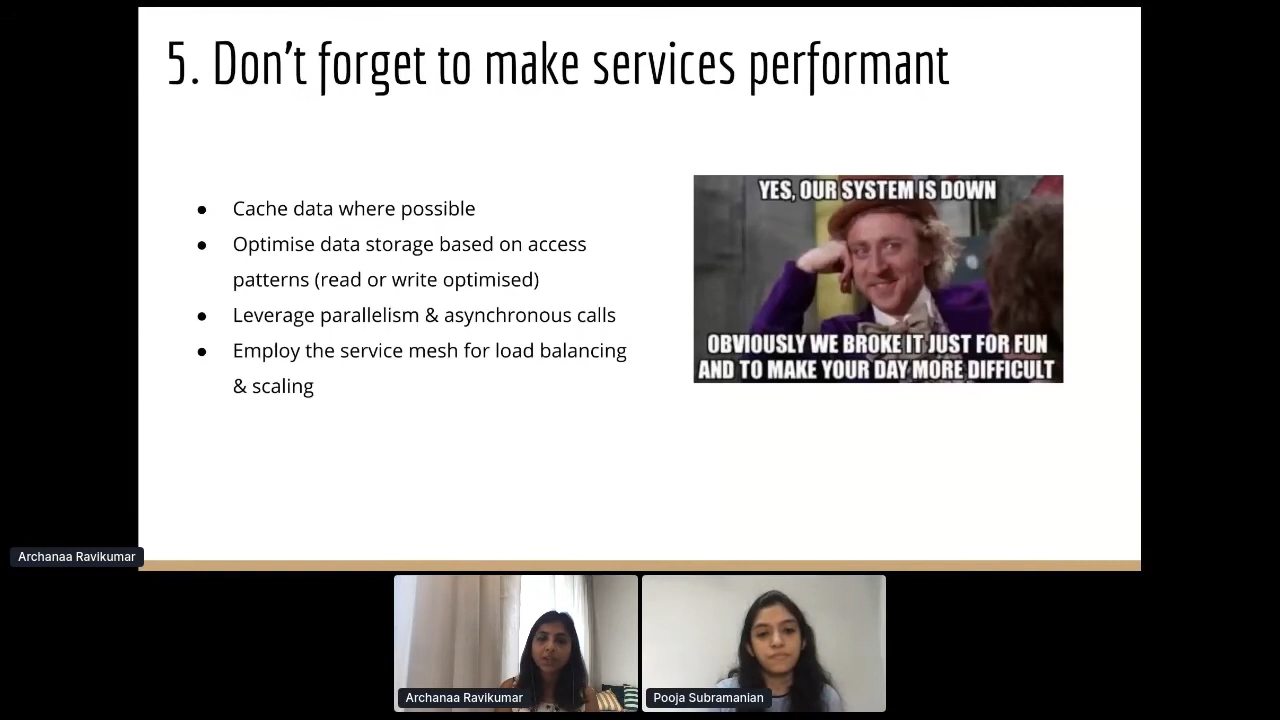 5. Don't forget to make services performant
● Cache data where possible
● Optimise data storage based on access
patterns (read or write optimised)
● Leverage parallelism & asynchronous calls
● Employ the service mesh for load balancing
& scaling
YES, OUR SYSTEM IS DOWN
OBVIOUSLY WE BROKE IT JUST FOR FUN
AND TO MAKE YOUR DAY MORE DIFFICULT
Archanaa Ravikumar
Archanaa Ravikumar
Pooja Subramanian